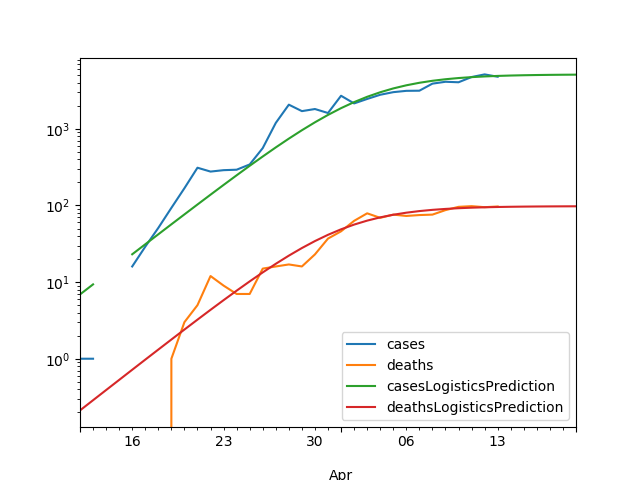 10³
10²
10¹
10⁰
cases
deaths
casesLogisticsPrediction
deathsLogisticsPrediction
16 23 30 06 13
Apr